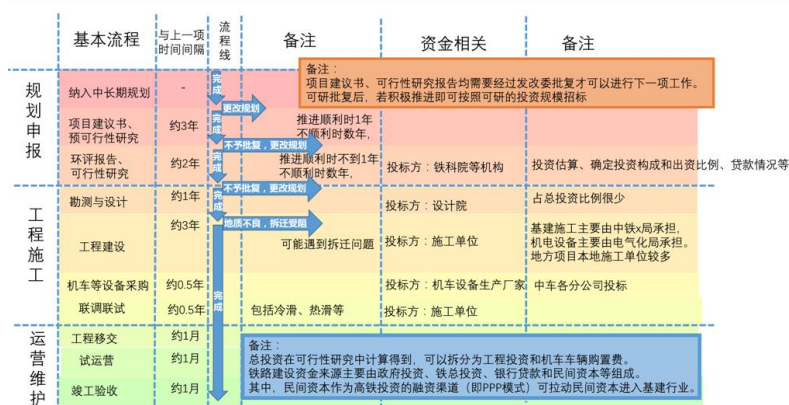 基本流程
与上一项
时间间隔
流程线
备注
资金相关
备注
备注：
项目建议书、可行性研究报告均需要经过发改委批复才可以进行下一项工作。
可研批复后，若积极推进即可按照可研的投资规模招标
规划申报
纳入中长期规划
-
完成
更改规划
项目建议书、
预可行性研究
约3年
完成
推进顺利时1年
不顺利时数年，
不予批复，更改规划
环评报告、
可行性研究
约2年
完成
推进顺利时不到1年
不顺利时数年，
投标方：铁科院等机构
投资估算、确定投资构成和出资比例、贷款情况等
不予批复，更改规划
工程施工
勘测与设计
约1年
完成
投标方：设计院
占总投资比例很少
地质不良，拆迁受阻
工程建设
约3年
可能遇到拆迁问题
投标方：施工单位
基建施工主要由中铁x局承担，
机电设备主要由电气化局承担。
地方项目本地施工单位较多
机车等设备采购
约0.5年
完成
投标方：机车设备生产厂家
中车各分公司投标
联调联试
约0.5年
包括冷滑、热滑等
投标方：施工单位
运营维护
工程移交
约1月
试运营
约1月
竣工验收
约1月
备注：
总投资在可行性研究中计算得到，可以拆分为工程投资和机车车辆购置费。
铁路建设资金来源主要由政府投资、铁总投资、银行贷款和民间资本等组成。
其中，民间资本作为高铁投资的融资渠道（即PPP模式）可拉动民间资本进入基建行业。